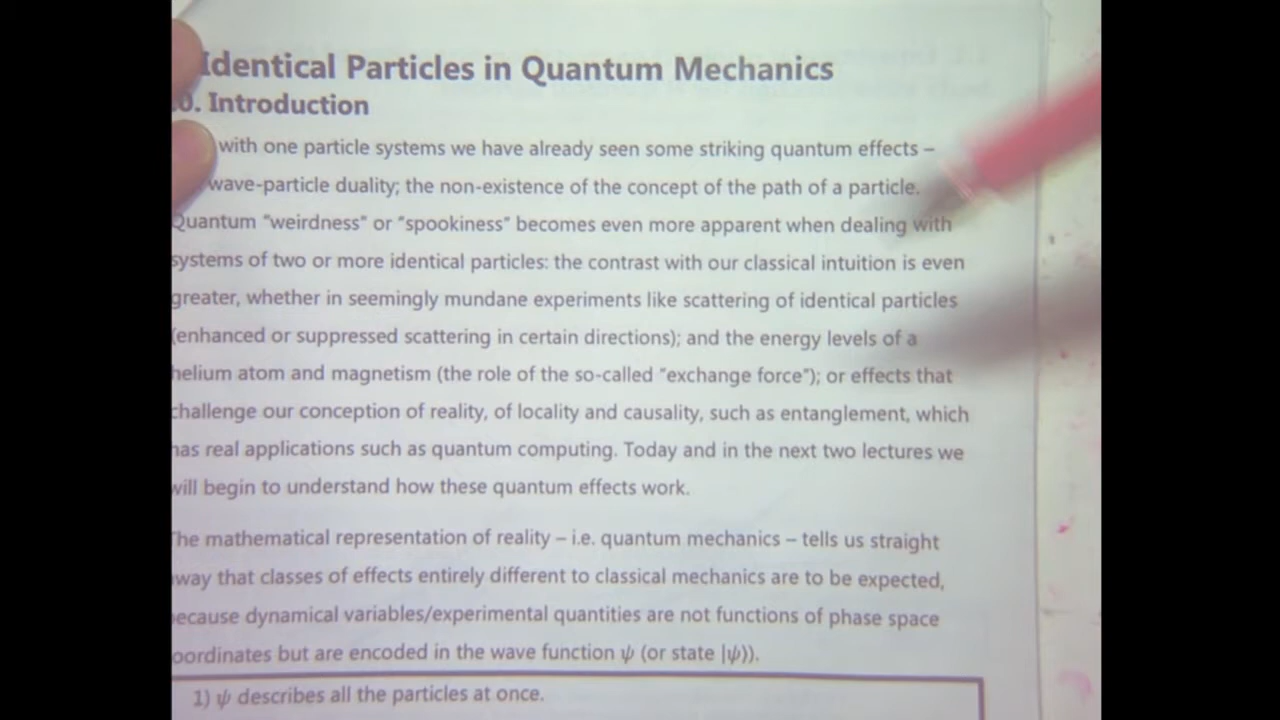 Identical Particles in Quantum Mechanics
0. Introduction
with one particle systems we have already seen some striking quantum effects –
wave-particle duality; the non-existence of the concept of the path of a particle.
Quantum "weirdness" or "spookiness" becomes even more apparent when dealing with
systems of two or more identical particles: the contrast with our classical intuition is even
greater, whether in seemingly mundane experiments like scattering of identical particles
(enhanced or suppressed scattering in certain directions); and the energy levels of a
helium atom and magnetism (the role of the so-called "exchange force"); or effects that
challenge our conception of reality, of locality and causality, such as entanglement, which
has real applications such as quantum computing. Today and in the next two lectures we
will begin to understand how these quantum effects work.
The mathematical representation of reality – i.e. quantum mechanics – tells us straight
way that classes of effects entirely different to classical mechanics are to be expected,
ecause dynamical variables/experimental quantities are not functions of phase space
oordinates but are encoded in the wave function ψ (or state |ψ⟩).
1) ψ describes all the particles at once.